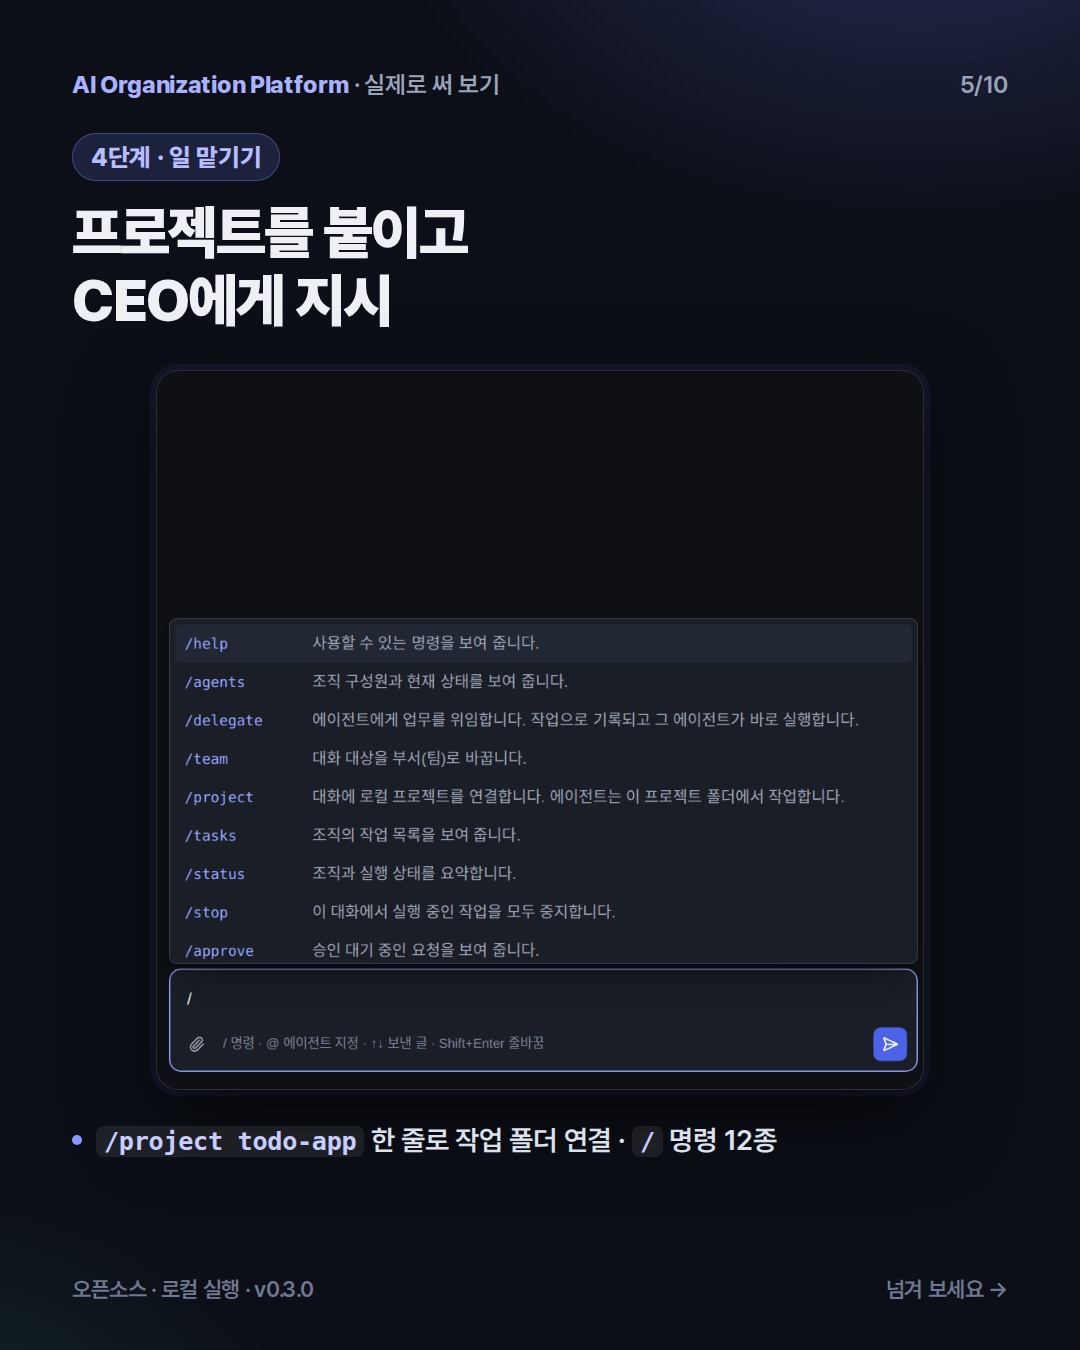 AI Organization Platform · 실제로 써 보기
5/10
4단계 · 일 맡기기
프로젝트를 붙이고
CEO에게 지시
/help 사용할 수 있는 명령을 보여 줍니다.
/agents 조직 구성원과 현재 상태를 보여 줍니다.
/delegate 에이전트에게 업무를 위임합니다. 작업으로 기록되고 그 에이전트가 바로 실행합니다.
/team 대화 대상을 부서(팀)로 바꿉니다.
/project 대화에 로컬 프로젝트를 연결합니다. 에이전트는 이 프로젝트 폴더에서 작업합니다.
/tasks 조직의 작업 목록을 보여 줍니다.
/status 조직과 실행 상태를 요약합니다.
/stop 이 대화에서 실행 중인 작업을 모두 중지합니다.
/approve 승인 대기 중인 요청을 보여 줍니다.
/
/ 명령 · @ 에이전트 지정 · ↑↓ 보낸 글 · Shift+Enter 줄바꿈
• /project todo-app 한 줄로 작업 폴더 연결 · / 명령 12종
오픈소스 · 로컬 실행 · v0.3.0
넘겨 보세요 →